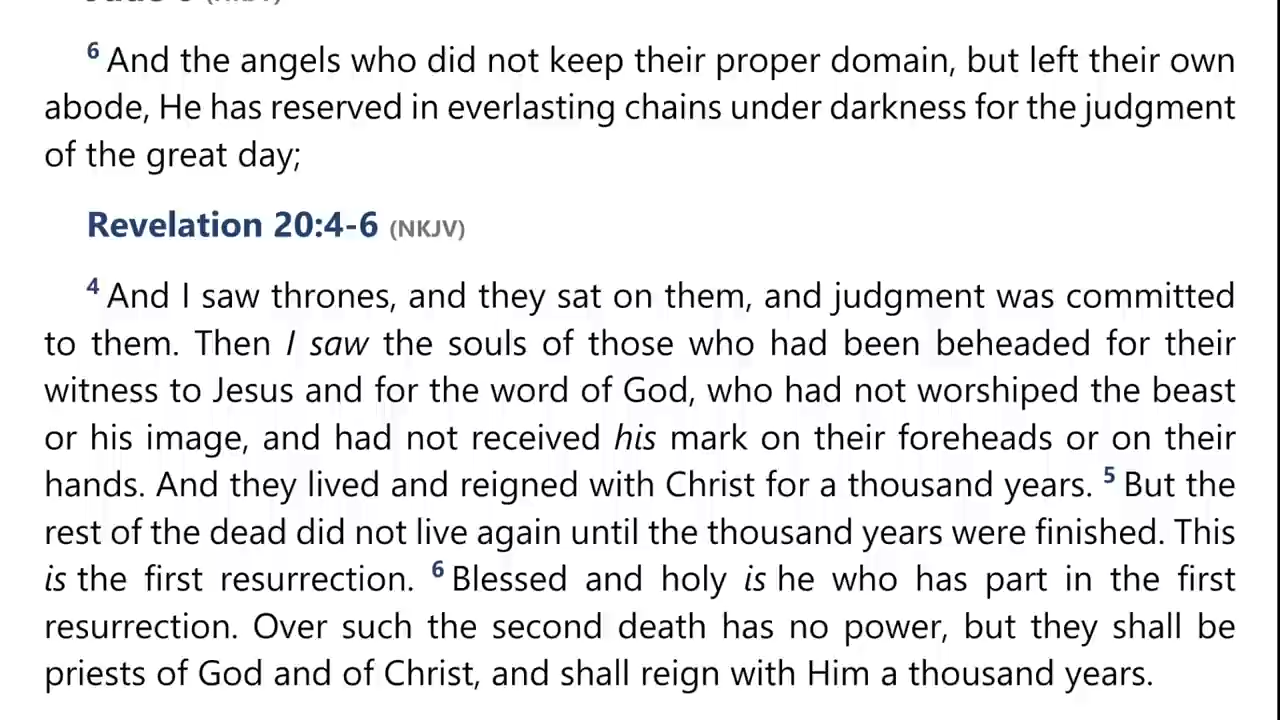 6 And the angels who did not keep their proper domain, but left their own
abode, He has reserved in everlasting chains under darkness for the judgment
of the great day;
Revelation 20:4-6 (NKJV)
4 And I saw thrones, and they sat on them, and judgment was committed
to them. Then I saw the souls of those who had been beheaded for their
witness to Jesus and for the word of God, who had not worshiped the beast
or his image, and had not received his mark on their foreheads or on their
hands. And they lived and reigned with Christ for a thousand years. 5 But the
rest of the dead did not live again until the thousand years were finished. This
is the first resurrection. 6 Blessed and holy is he who has part in the first
resurrection. Over such the second death has no power, but they shall be
priests of God and of Christ, and shall reign with Him a thousand years.